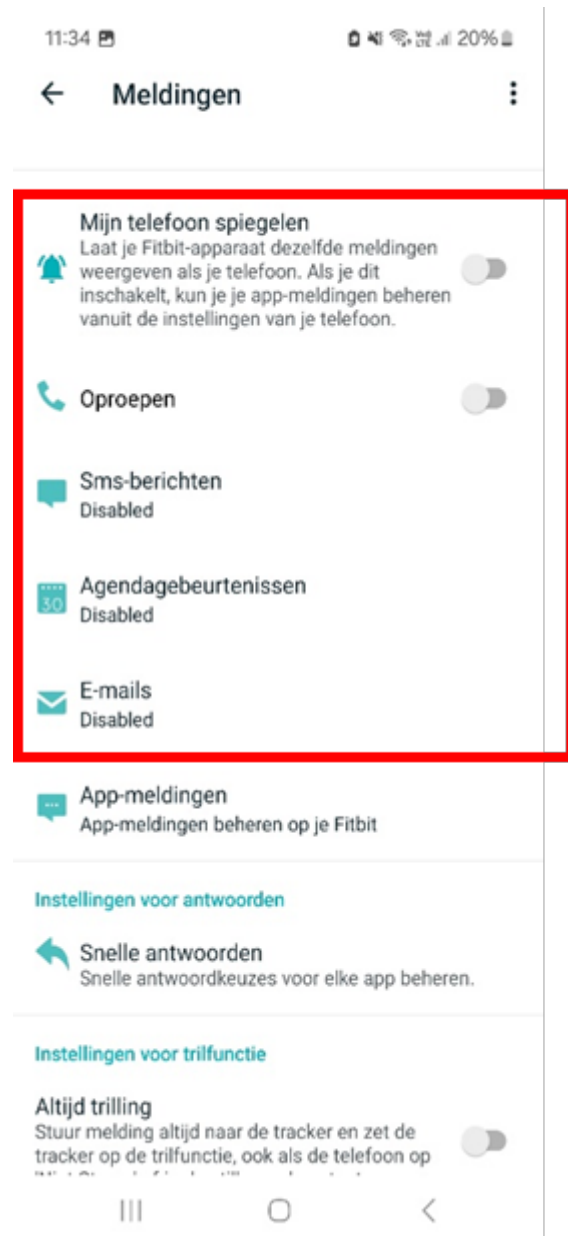 11:34
20%
Meldingen
Mijn telefoon spiegelen
Laat je Fitbit-apparaat dezelfde meldingen
weergeven als je telefoon. Als je dit
inschakelt, kun je je app-meldingen beheren
vanuit de instellingen van je telefoon.
Oproepen
Sms-berichten
Disabled
30
Agendagebeurtenissen
Disabled
E-mails
Disabled
App-meldingen
App-meldingen beheren op je Fitbit
Instellingen voor antwoorden
Snelle antwoorden
Snelle antwoordkeuzes voor elke app beheren.
Instellingen voor trilfunctie
Altijd trilling
Stuur melding altijd naar de tracker en zet de
tracker op de trilfunctie, ook als de telefoon op